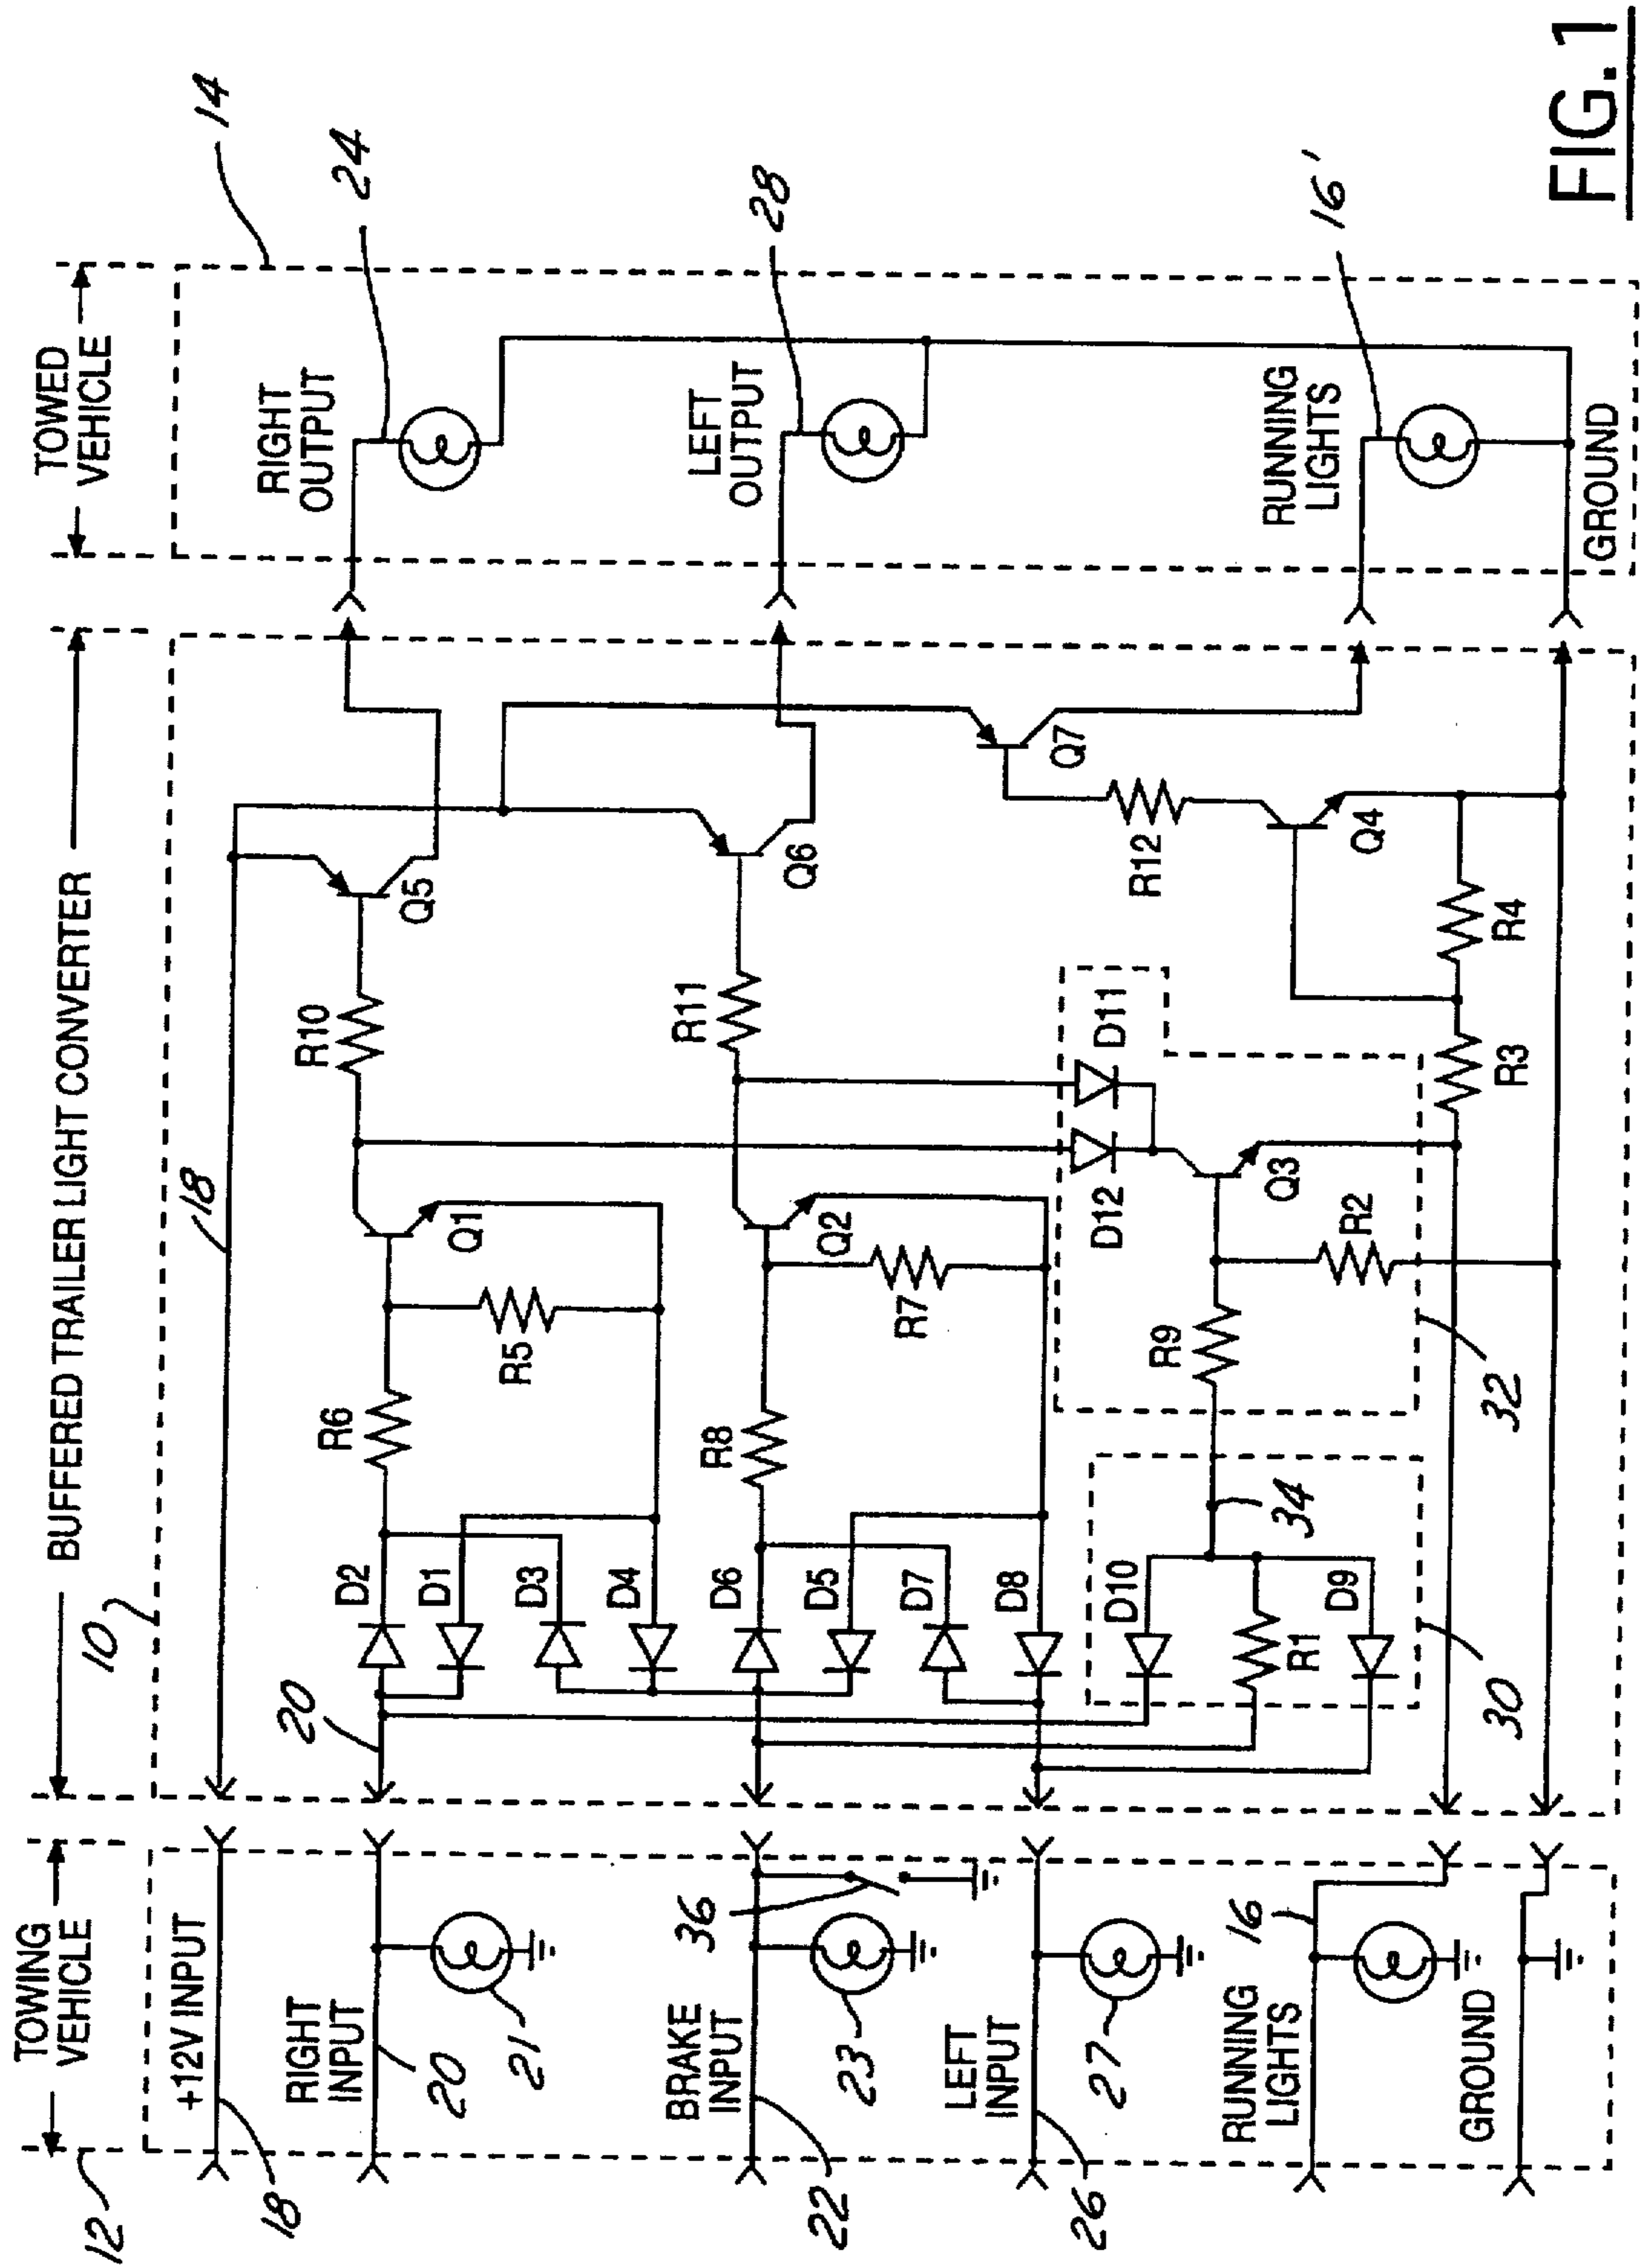 TOWING
VEHICLE
BUFFERED TRAILER LIGHT CONVERTER
TOWED
VEHICLE
12
10
14
+12V INPUT
18
18
RIGHT
INPUT
20
21
20
D2
D1
D3
D4
R6
R5
Q1
R10
Q5
RIGHT
OUTPUT
24
BRAKE
INPUT
22
23
36
D6
D5
D7
D8
R8
R7
Q2
R11
Q6
LEFT
OUTPUT
28
LEFT
INPUT
26
27
D10
R1
D9
34
30
R9
R2
32
D12
D11
Q3
Q7
R12
Q4
R3
R4
RUNNING
LIGHTS
16
RUNNING
LIGHTS
16'
GROUND
GROUND
FIG.1